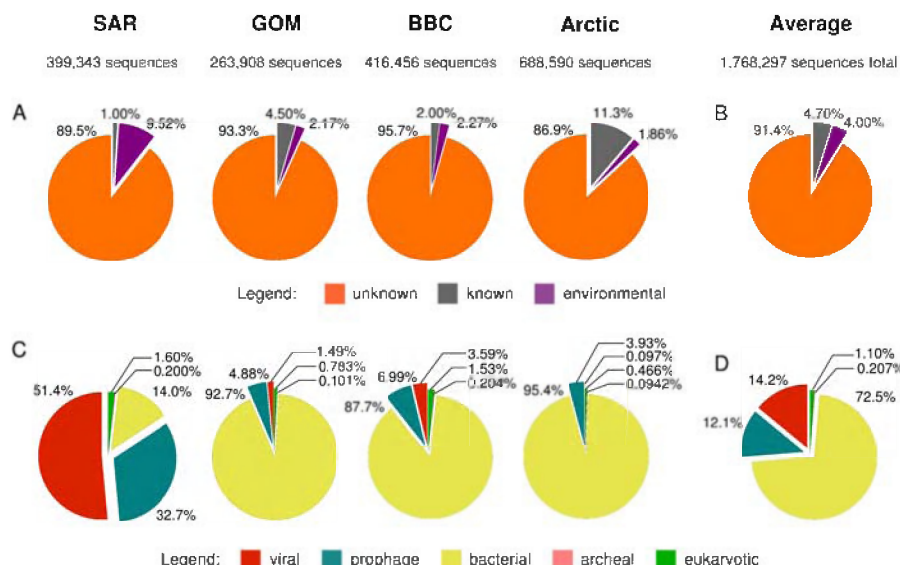 SAR GOM BBC Arctic Average
399,343 sequences 263,908 sequences 416,456 sequences 688,590 sequences 1,768,297 sequences total
A B
89.5% 1.00% 9.52% 93.3% 4.50% 2.17% 95.7% 2.00% 2.27% 86.9% 11.3% 1.86% 91.4% 4.70% 4.00%
Legend: unknown known environmental
C D
51.4% 1.60% 0.200% 14.0% 32.7%
92.7% 4.88% 1.49% 0.783% 0.101%
87.7% 6.99% 3.59% 1.53% 0.204%
95.4% 3.93% 0.097% 0.466% 0.0942%
12.1% 14.2% 1.10% 0.207% 72.5%
Legend: viral prophage bacterial archeal eukaryotic